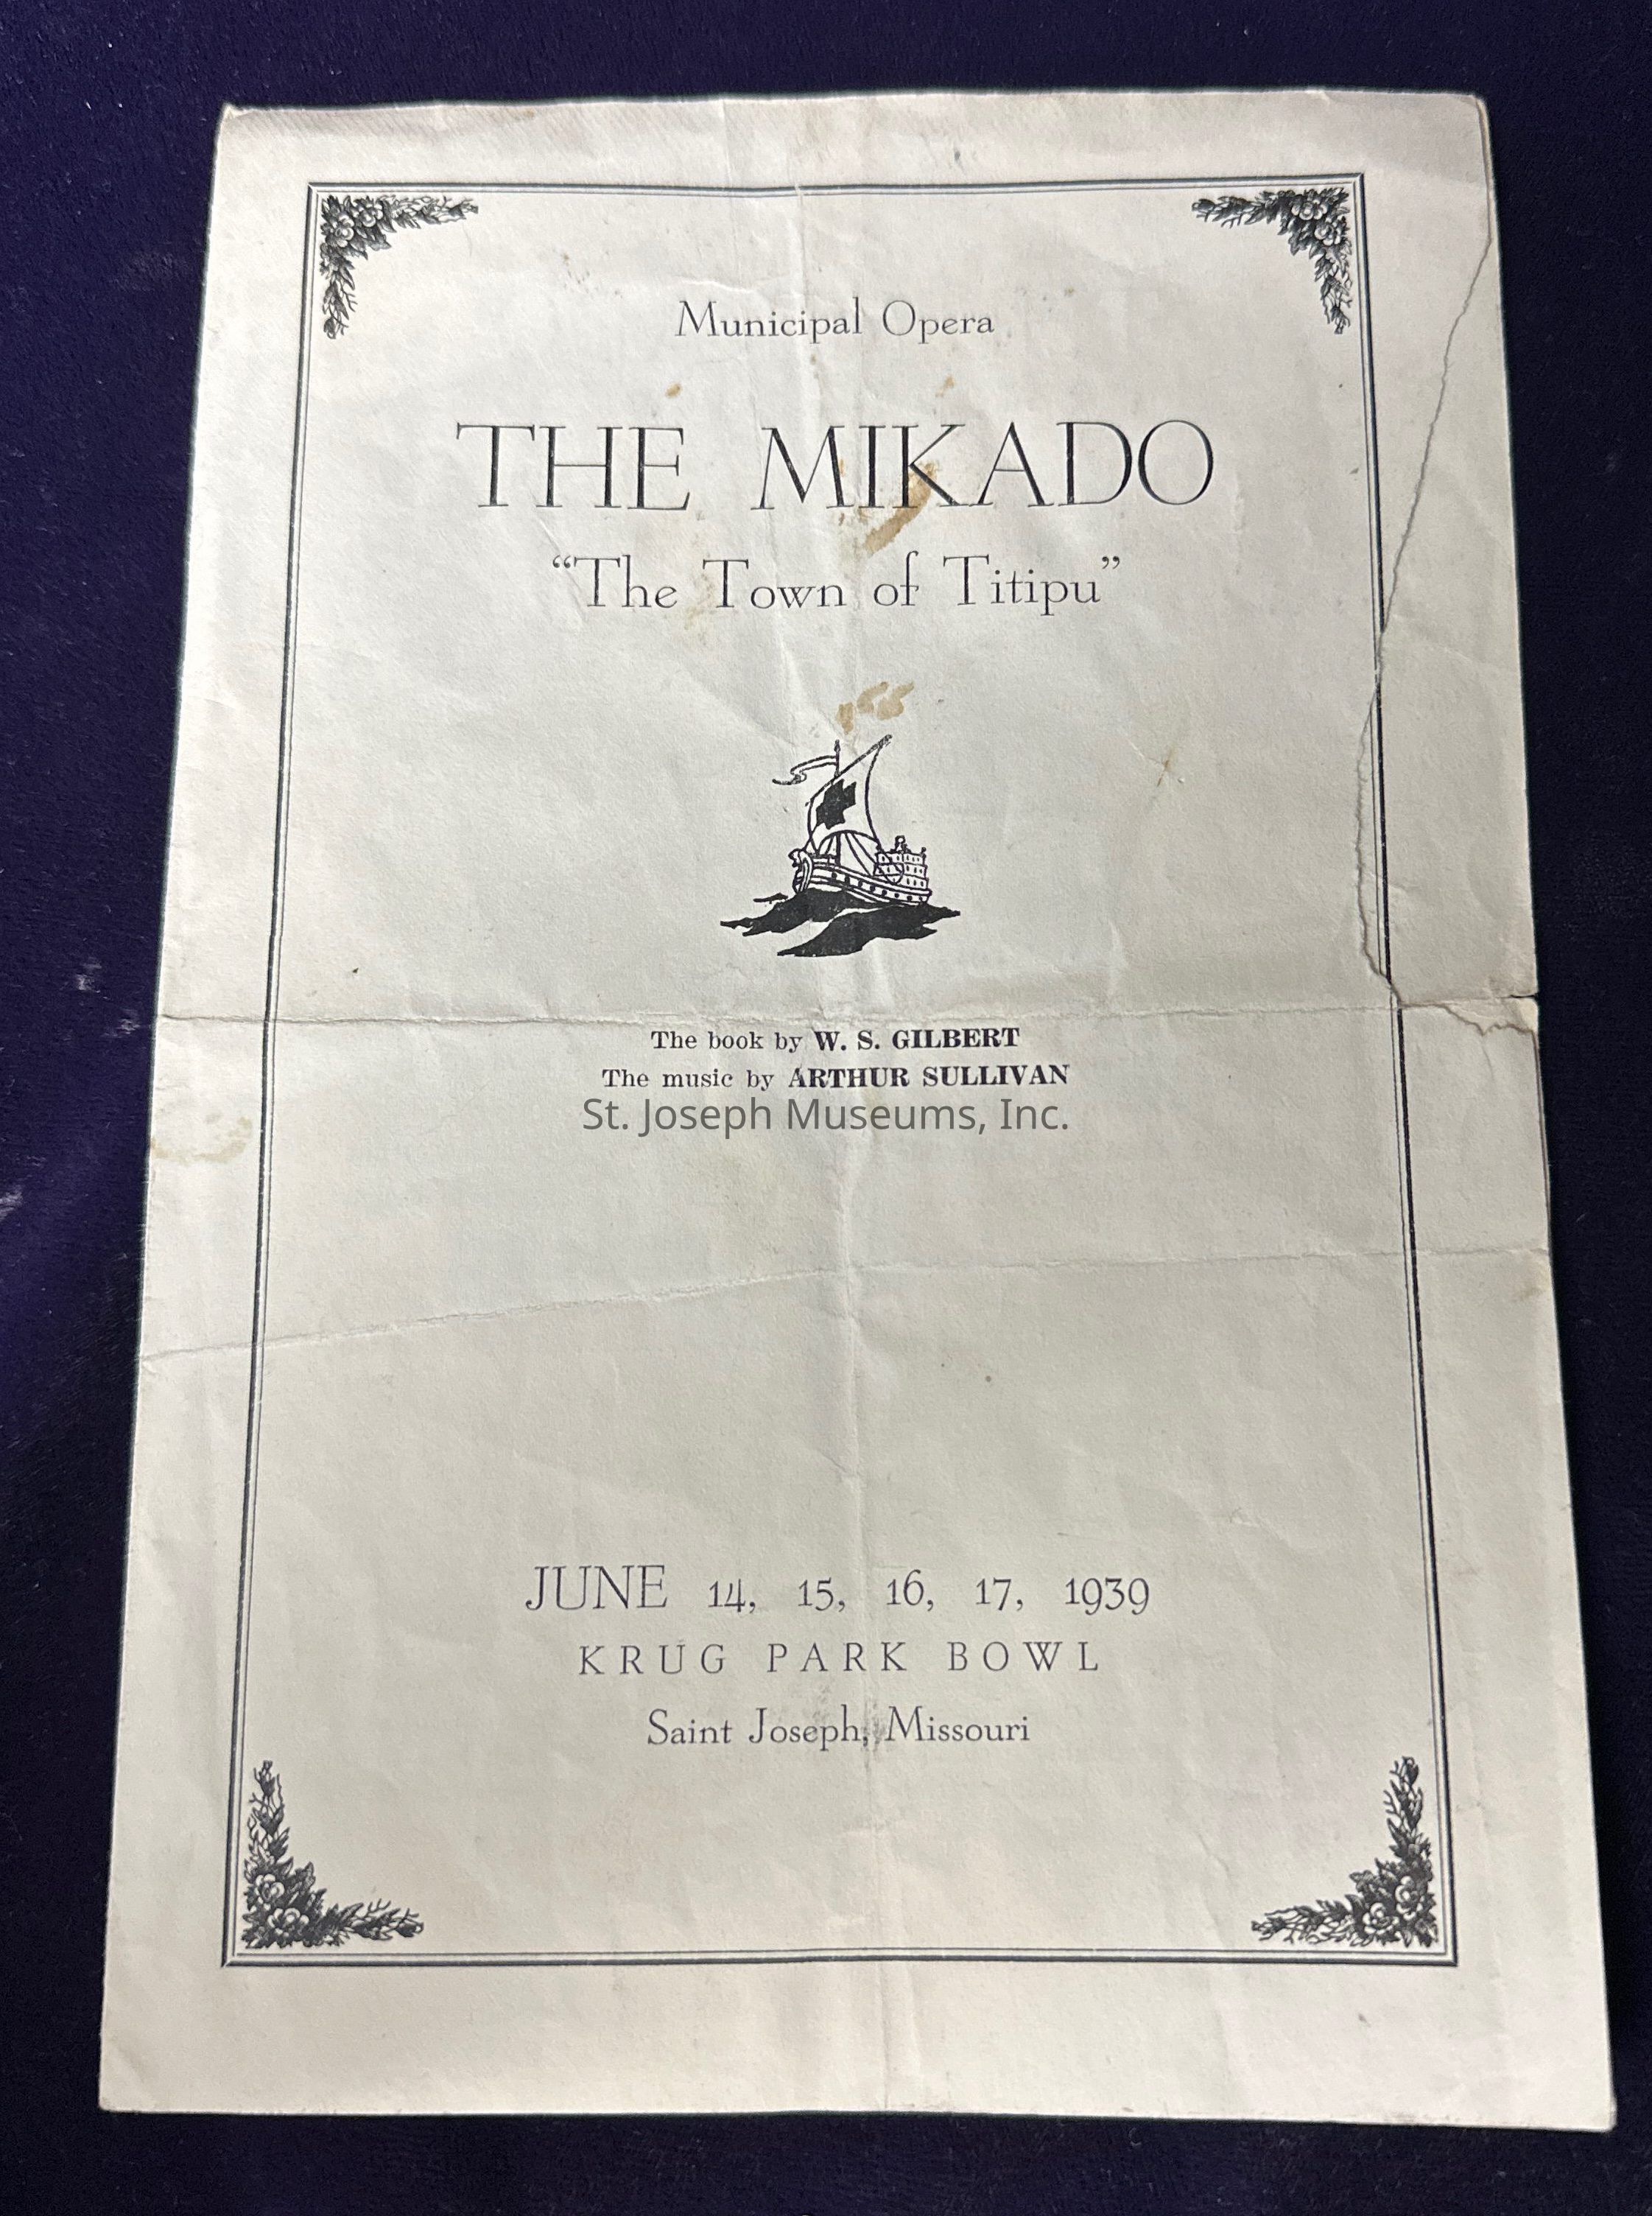 Municipal Opera
THE MIKADO
“The Town of Titipu”
The book by W. S. GILBERT
The music by ARTHUR SULLIVAN
St. Joseph Museums, Inc.
JUNE 14, 15, 16, 17, 1939
KRUG PARK BOWL
Saint Joseph, Missouri